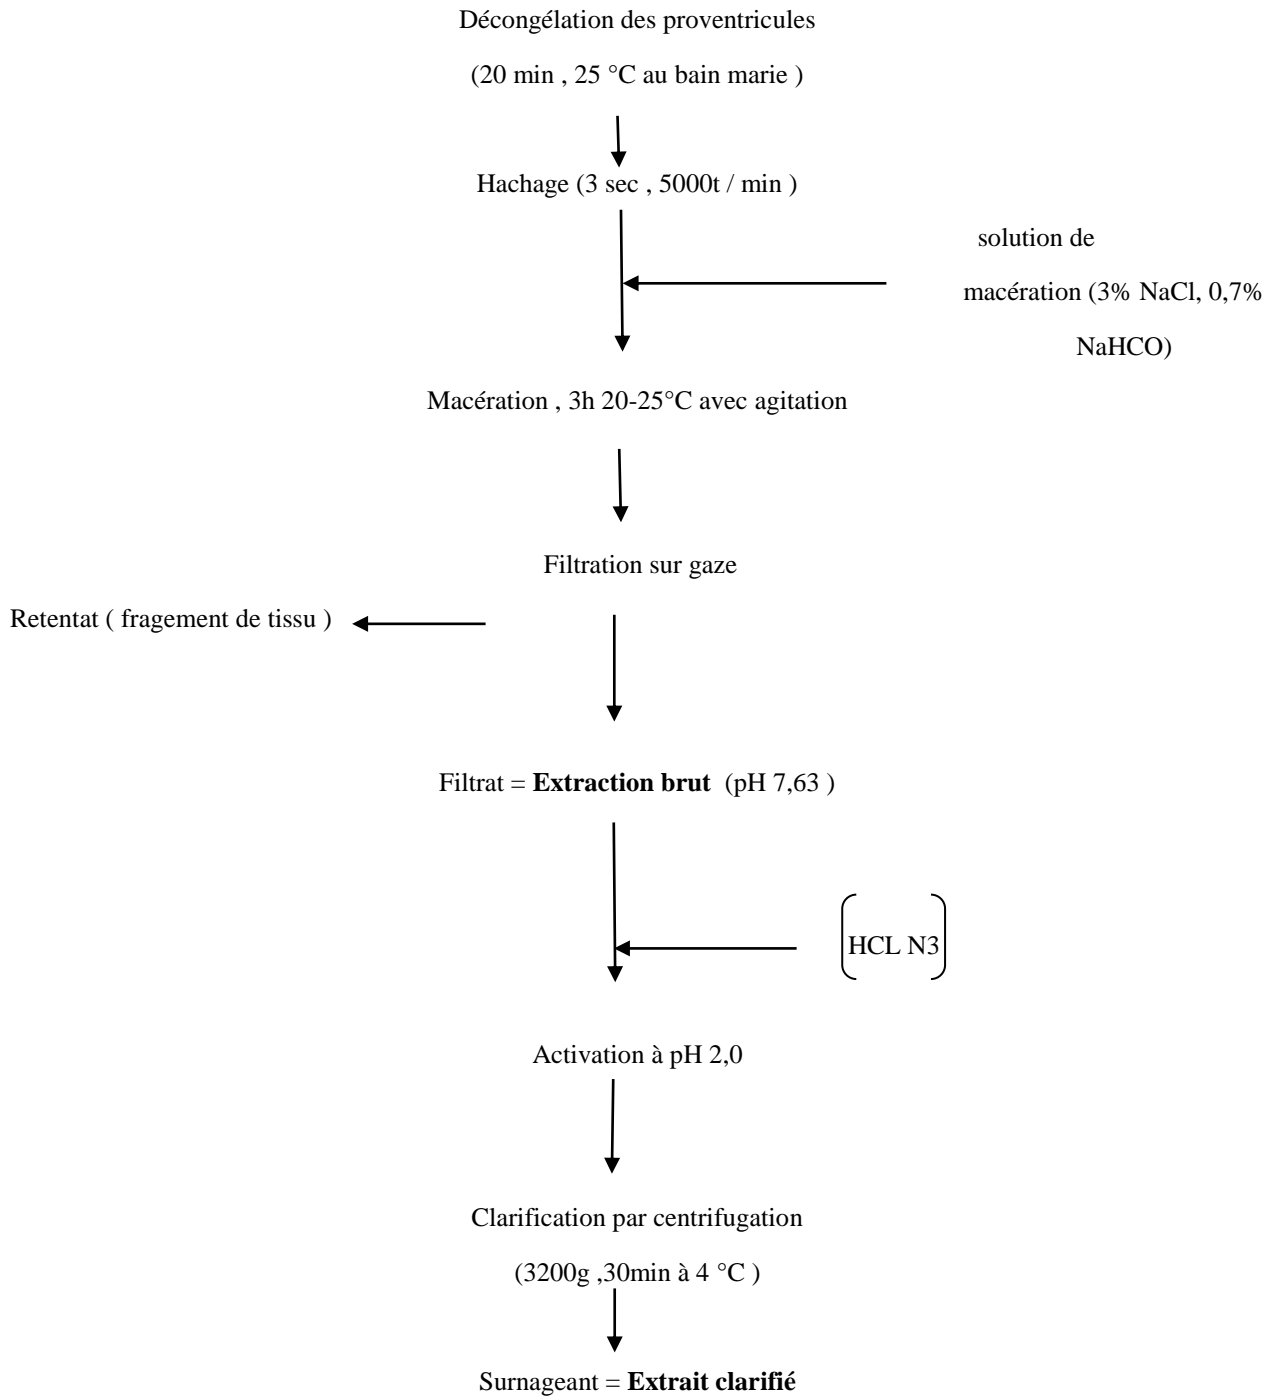 Décongélation des proventricules
(20 min , 25 °C au bain marie )
Hachage (3 sec , 5000t / min )
solution de
macération (3% NaCl, 0,7%
NaHCO)
Macération , 3h 20-25°C avec agitation
Filtration sur gaze
Retentat ( fragement de tissu )
Filtrat = Extraction brut (pH 7,63 )
HCL N3
Activation à pH 2,0
Clarification par centrifugation
(3200g ,30min à 4 °C )
Surnageant = Extrait clarifié